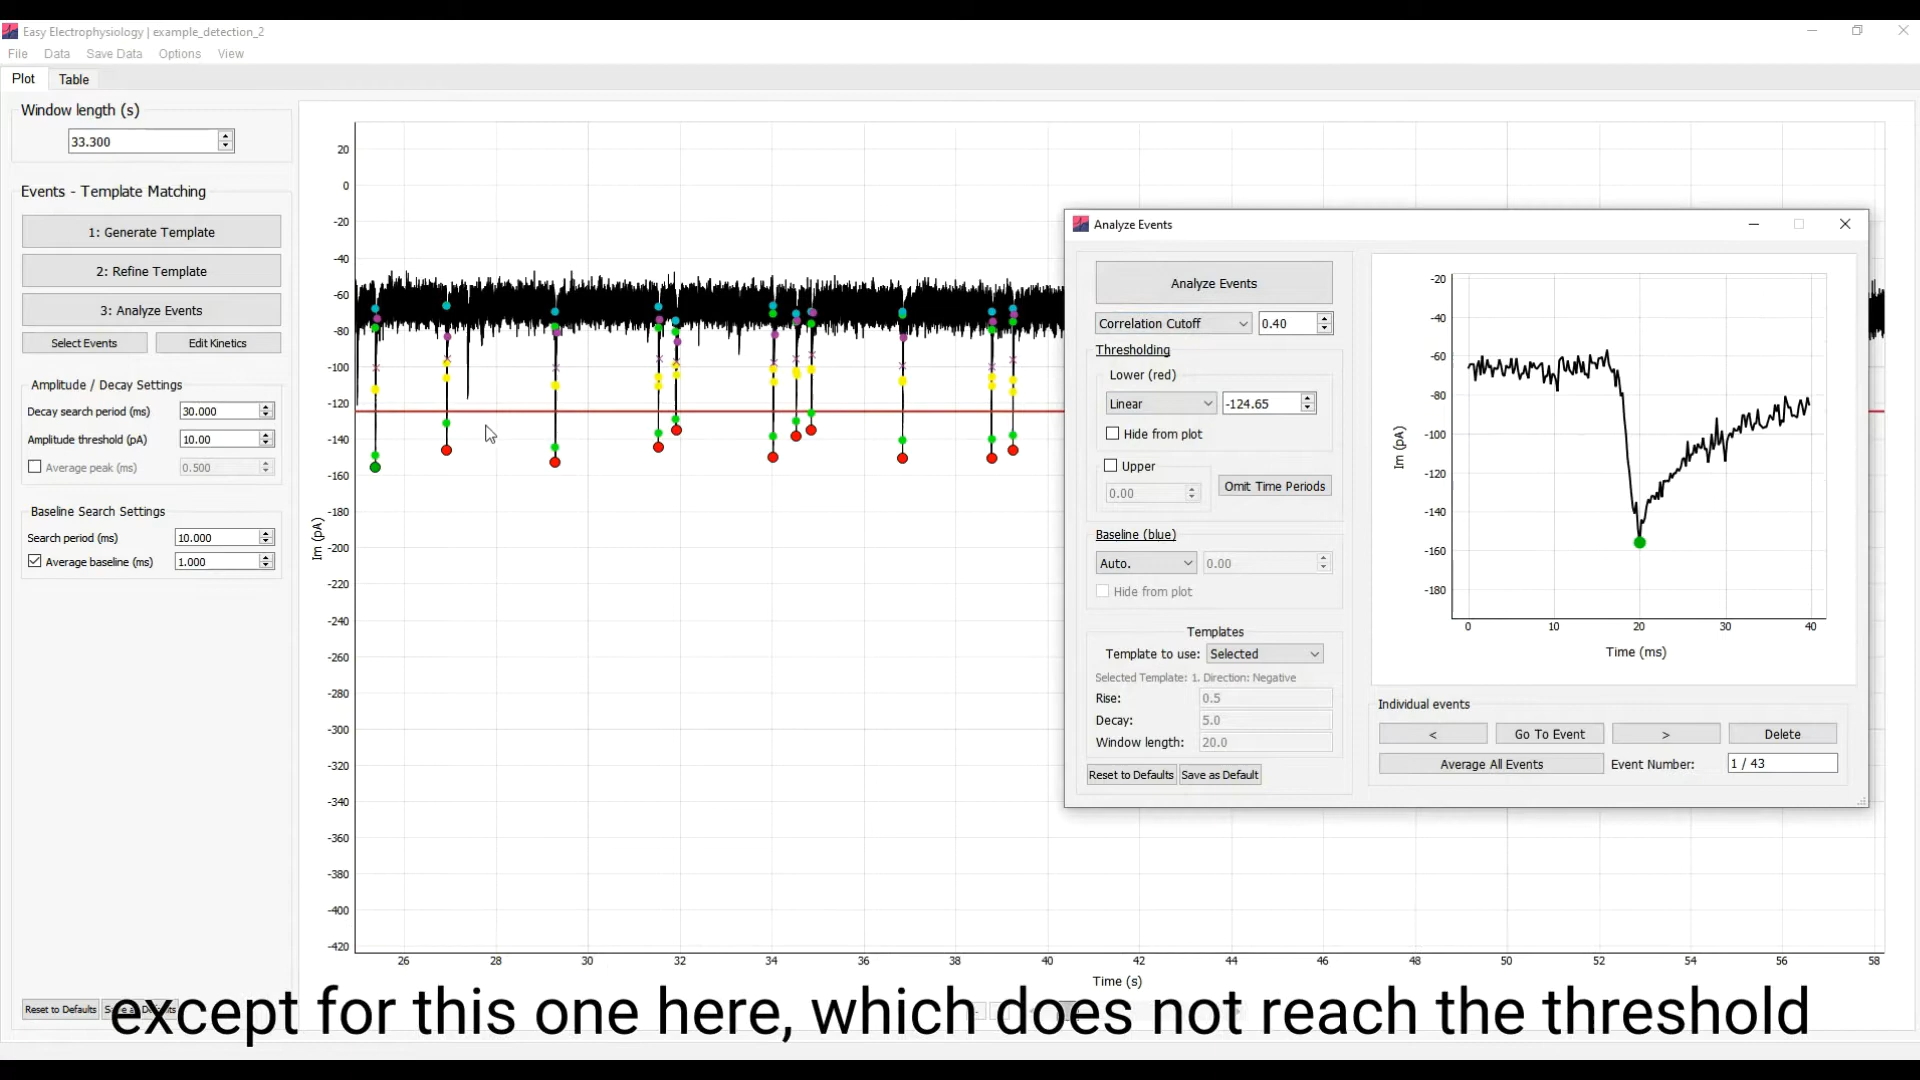 Easy Electrophysiology | example_detection_2
File Data Save Data Options View
Plot Table
Window length (s)
33.300
Events - Template Matching
1: Generate Template
2: Refine Template
3: Analyze Events
Select Events Edit Kinetics
Amplitude / Decay Settings
Decay search period (ms) 30.000
Amplitude threshold (pA) 10.00
Average peak (ms) 0.500
Baseline Search Settings
Search period (ms) 10.000
Average baseline (ms) 1.000
Reset to Defaults
20
0
-20
-40
-60
-80
-100
-120
-140
-160
-180
-200
-220
-240
-260
-280
-300
-320
-340
-360
-380
-400
-420
Im (pA)
26 28 30 32 34 36 38 40 42 44 46 48 50 52 54 56 58
Time (s)
Analyze Events
Analyze Events
Correlation Cutoff 0.40
Thresholding
Lower (red)
Linear -124.65
Hide from plot
Upper
0.00 Omit Time Periods
Baseline (blue)
Auto. 0.00
Hide from plot
Templates
Template to use: Selected
Selected Template: 1. Direction: Negative
Rise: 0.5
Decay: 5.0
Window length: 20.0
Reset to Defaults Save as Default
-20
-40
-60
-80
-100
-120
-140
-160
-180
Im (pA)
0 10 20 30 40
Time (ms)
Individual events
< Go To Event > Delete
Average All Events Event Number: 1 / 43
except for this one here, which does not reach the threshold